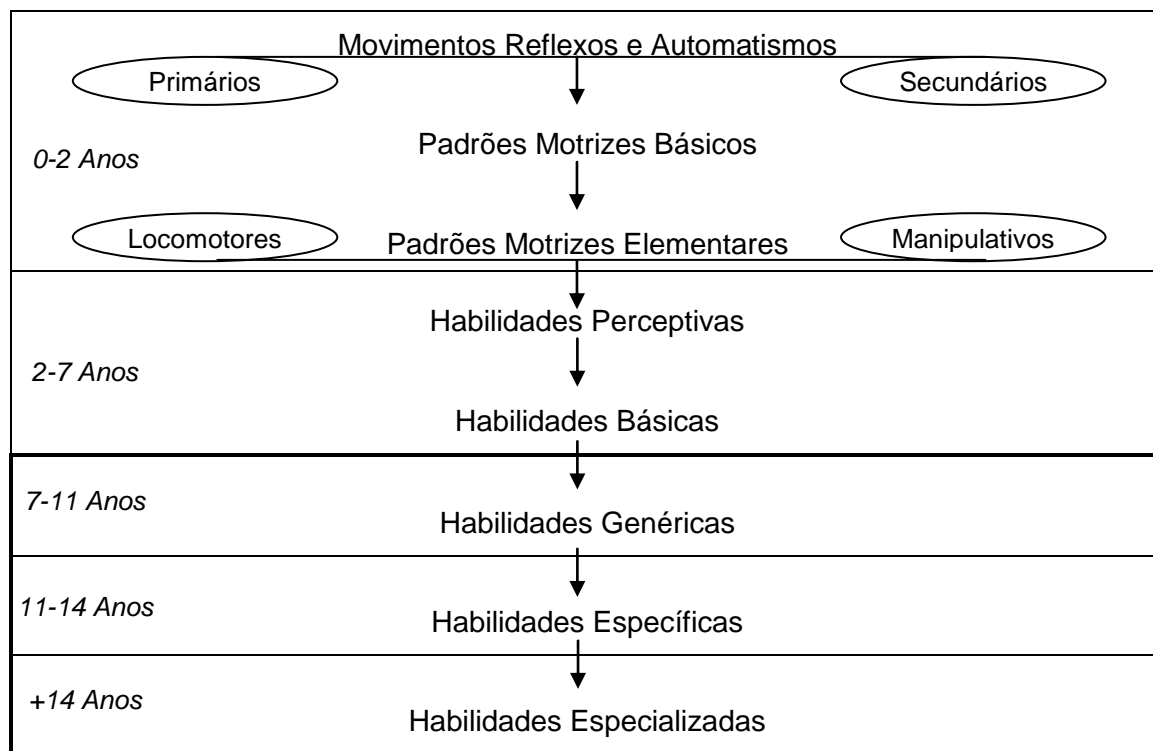 Movimentos Reflexos e Automatismos
Primários
Secundários
0-2 Anos
Padrões Motrizes Básicos
Locomotores
Padrões Motrizes Elementares
Manipulativos
Habilidades Perceptivas
2-7 Anos
Habilidades Básicas
7-11 Anos
Habilidades Genéricas
11-14 Anos
Habilidades Específicas
+14 Anos
Habilidades Especializadas